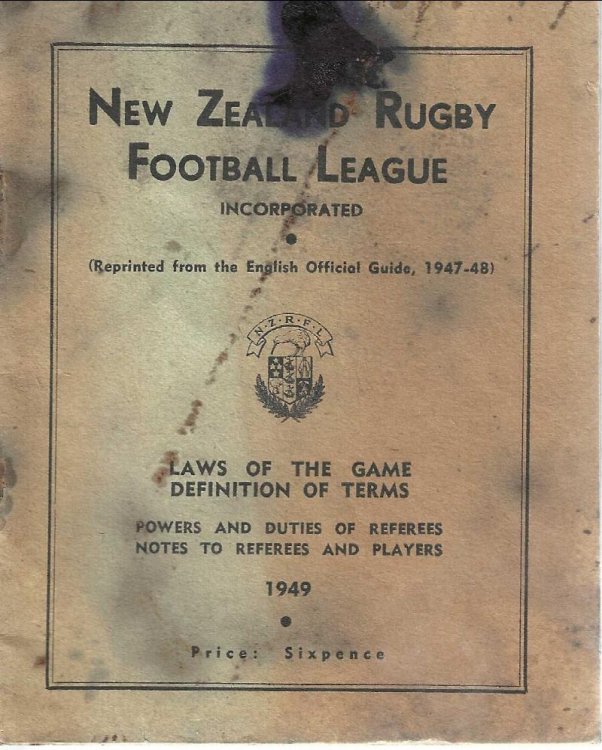 NEW ZEALAND RUGBY
FOOTBALL LEAGUE
INCORPORATED
(Reprinted from the English Official Guide, 1947-48)
N·Z·R·F·L
LAWS OF THE GAME
DEFINITION OF TERMS
POWERS AND DUTIES OF REFEREES
NOTES TO REFEREES AND PLAYERS
1949
Price: Sixpence